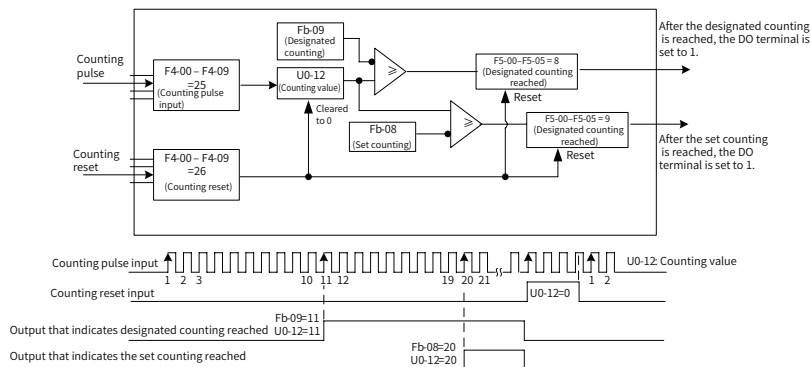 Counting
pulse
F4-00 – F4-09
=25
(Counting pulse
input)
Fb-09
(Designated
counting)
U0-12
(Counting value)
Cleared
to 0
≥
Fb-08
(Set counting)
≥
F5-00–F5-05 = 8
(Designated counting
reached)
Reset
F5-00–F5-05 = 9
(Designated counting
reached)
Reset
After the designated counting
is reached, the DO terminal is
set to 1.
After the set counting
is reached, the DO
terminal is set to 1.
Counting
reset
F4-00 – F4-09
=26
(Counting reset)
Counting pulse input
U0-12: Counting value
1 2 3 10 11 12 19 20 21 1 2
Counting reset input
U0-12=0
Fb-09=11
Output that indicates designated counting reached
U0-12=11
Fb-08=20
Output that indicates the set counting reached
U0-12=20